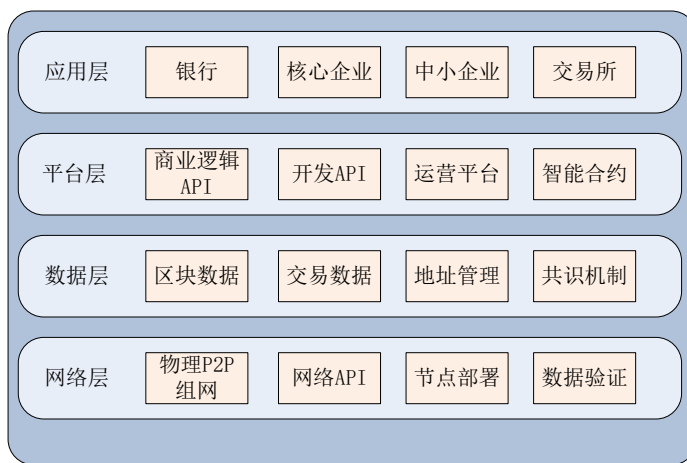 应用层 银行 核心企业 中小企业 交易所
平台层 商业逻辑 开发API 运营平台 智能合约
API
数据层 区块数据 交易数据 地址管理 共识机制
网络层 物理P2P 网络API 节点部署 数据验证
组网